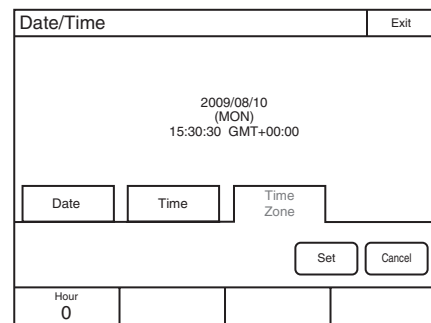 Date/Time
Exit
2009/08/10
(MON)
15:30:30 GMT+00:00
Date
Time
Time
Zone
Set
Cancel
Hour
0